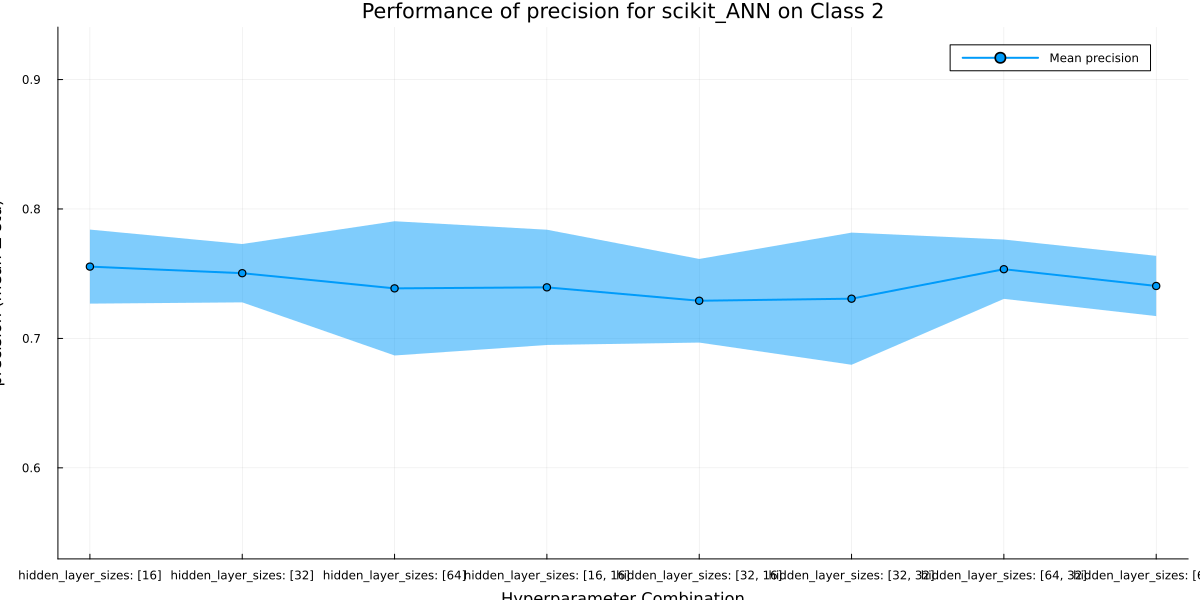 Performance of precision for scikit_ANN on Class 2
Mean precision
0.9
0.8
0.7
0.6
hidden_layer_sizes: [16]
hidden_layer_sizes: [32]
hidden_layer_sizes: [64]
hidden_layer_sizes: [16, 16]
hidden_layer_sizes: [32, 16]
hidden_layer_sizes: [32, 32]
hidden_layer_sizes: [64, 32]
hidden_layer_sizes: [6
Hyperparameter Combination